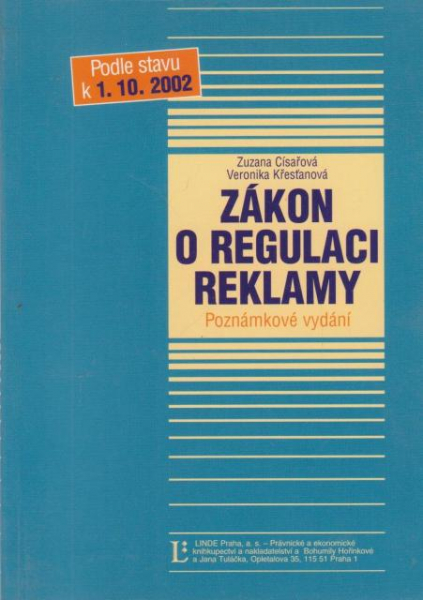 Podle stavu
k 1. 10. 2002
Zuzana Císařová
Veronika Křesťanová
ZÁKON
O REGULACI
REKLAMY
Poznámkové vydání
LINDE Praha, a. s. – Právnické a ekonomické
knihkupectví a nakladatelství a Bohumily Hořínkové
a Jana Tuláčka, Opletalova 35, 115 51 Praha 1